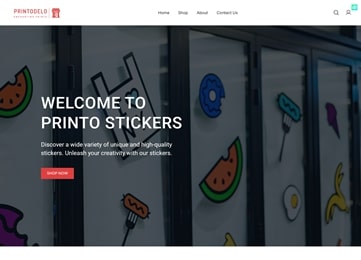 PRINTODELO
Home Shop About Contact Us
WELCOME TO
PRINTO STICKERS
Discover a wide variety of unique and high-quality
stickers. Unleash your creativity with our stickers.
SHOP NOW